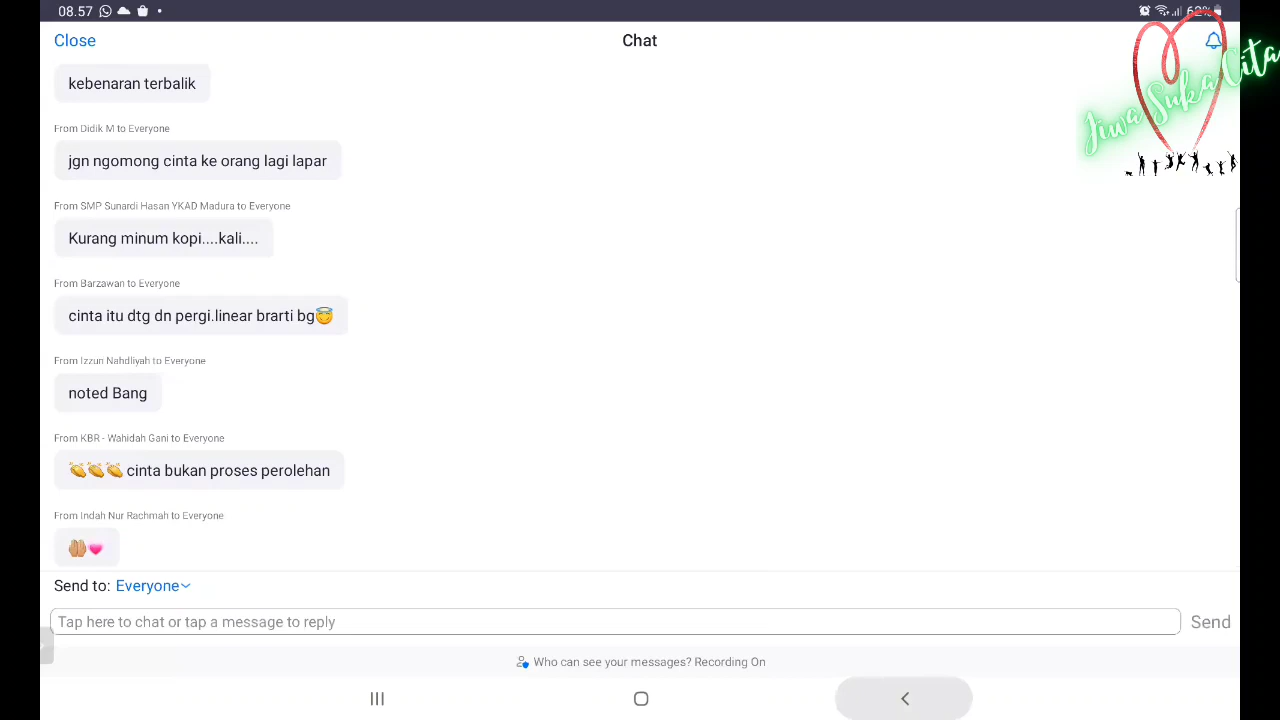 08.57
62%
Close
Chat
Jiwa Suka Cita
kebenaran terbalik
From Didik M to Everyone
jgn ngomong cinta ke orang lagi lapar
From SMP Sunardi Hasan YKAD Madura to Everyone
Kurang minum kopi....kali....
From Barzawan to Everyone
cinta itu dtg dn pergi.linear brarti bg😇
From Izzun Nahdliyah to Everyone
noted Bang
From KBR - Wahidah Gani to Everyone
👏👏👏 cinta bukan proses perolehan
From Indah Nur Rachmah to Everyone
🤲💗
Send to: Everyone
Tap here to chat or tap a message to reply
Send
Who can see your messages? Recording On